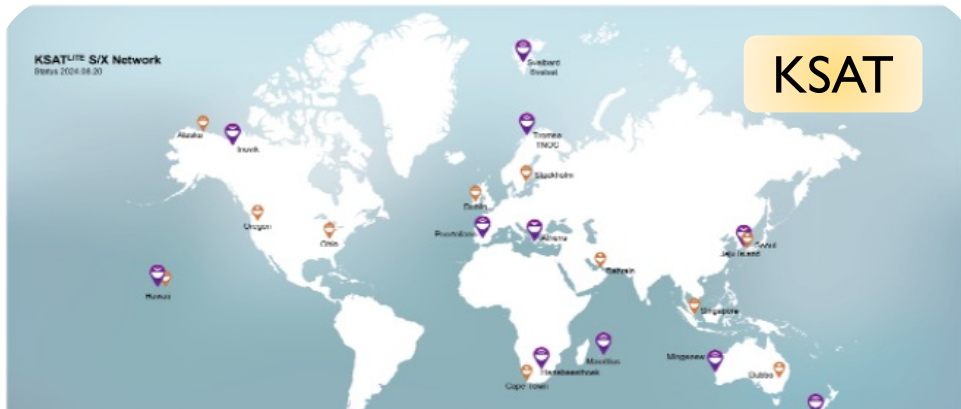 KSATLITE S/X Network
Status 2024.08.20
KSAT
Svalbard
Svalsat
Alaska
Inuvik
Tromsø
TNOC
Stockholm
Dublin
Oregon
Ohio
Puertollano
Athens
Seoul
Jeju Island
Bahrain
Hawaii
Singapore
Mauritius
Mingenew
Hartebeesthoek
Dubbo
Cape Town